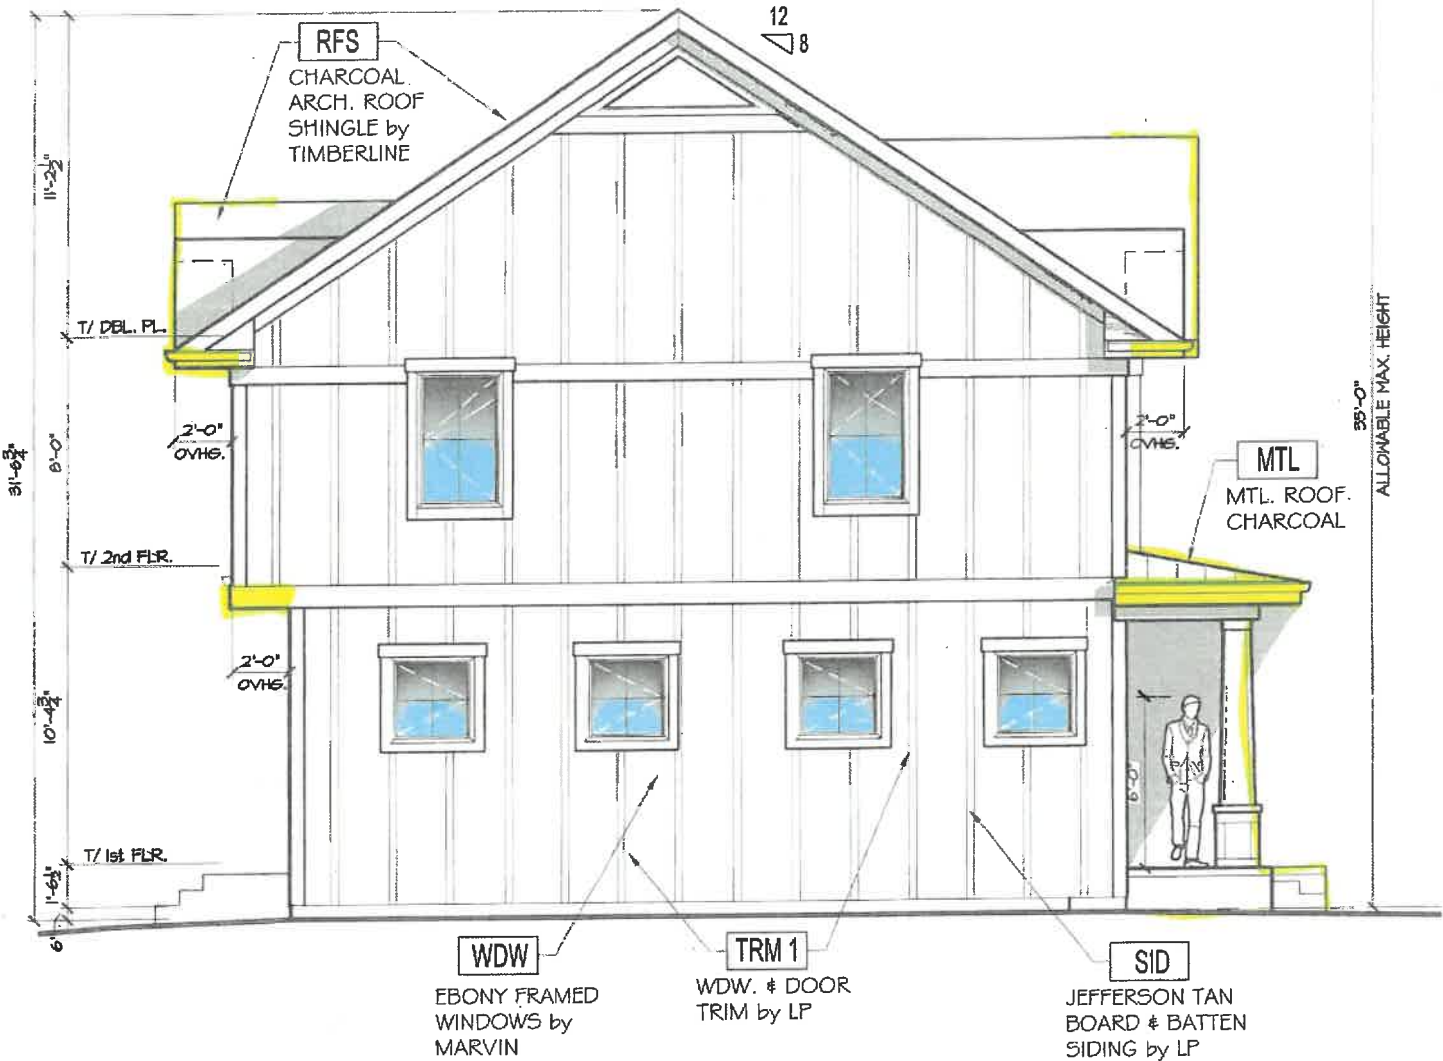 12
8
RFS
CHARCOAL
ARCH. ROOF
SHINGLE by
TIMBERLINE
11'-2½"
T/ DBL. PL.
ALLOWABLE MAX. HEIGHT
35'-0"
2'-0"
OVHG.
2'-0"
OVHG.
8'-0"
31'-6¾"
MTL
MTL. ROOF.
CHARCOAL
T/ 2nd FLR.
2'-0"
OVHG.
10'-4¾"
6'-0"
T/ 1st FLR.
1'-6½"
6"
WDW
EBONY FRAMED
WINDOWS by
MARVIN
TRM 1
WDW. & DOOR
TRIM by LP
SID
JEFFERSON TAN
BOARD & BATTEN
SIDING by LP